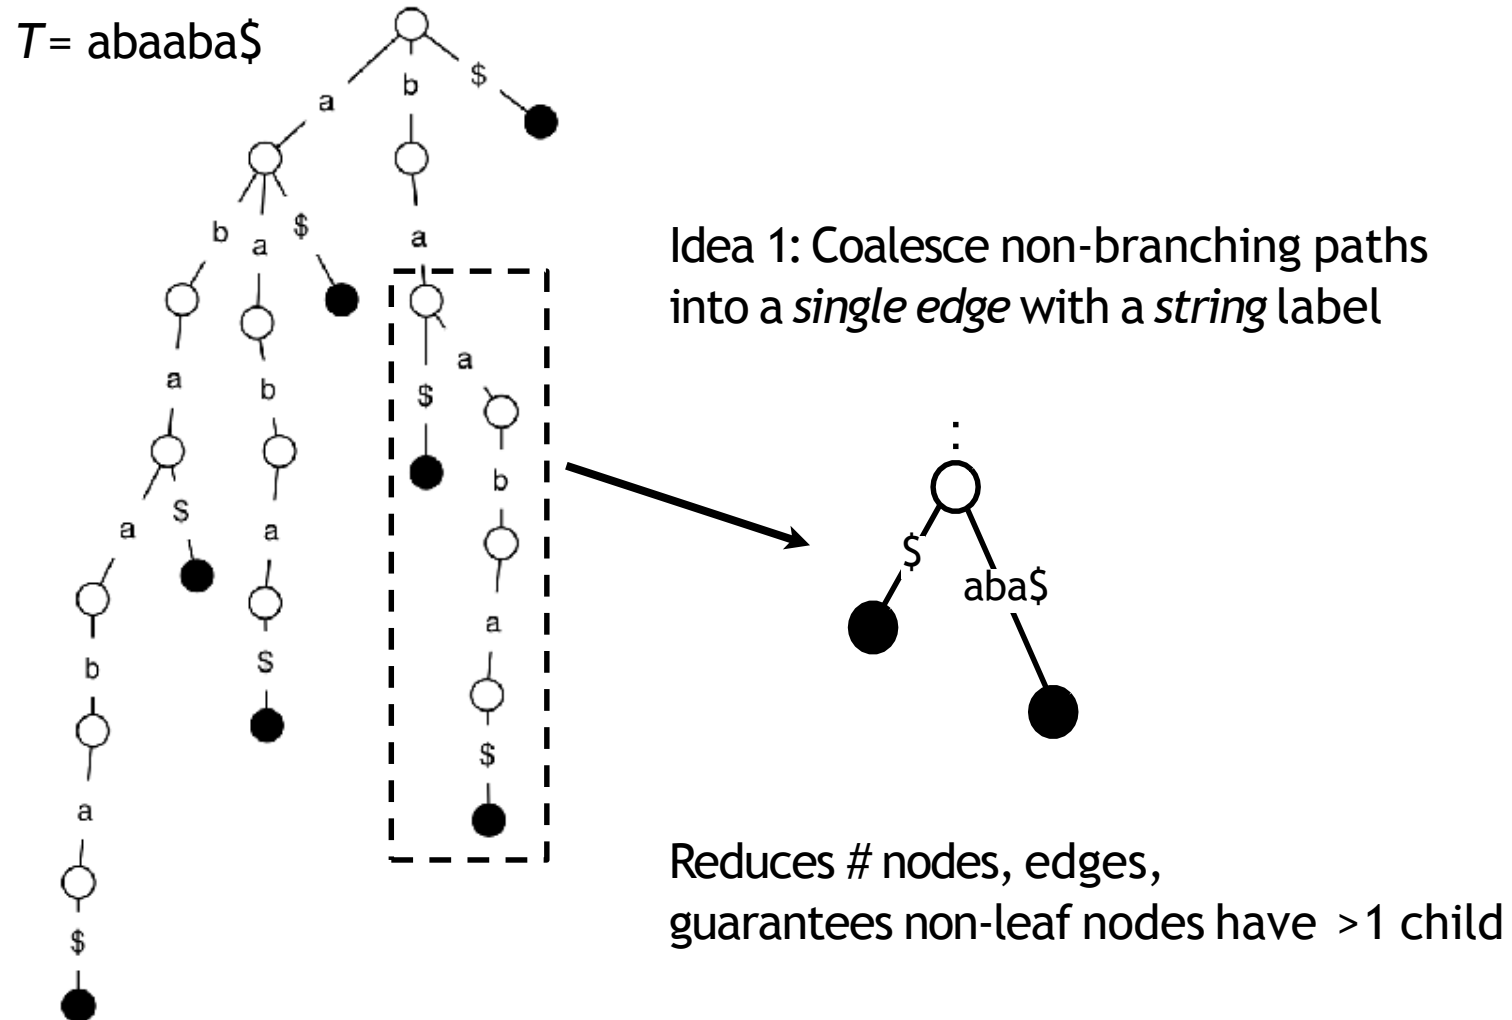 T= abaaba$
a b $
b a $ a
a b $ a
a $ a b
b $ a
a $
$
Idea 1: Coalesce non-branching paths
into a single edge with a string label
:
$
aba$
Reduces # nodes, edges,
guarantees non-leaf nodes have >1 child